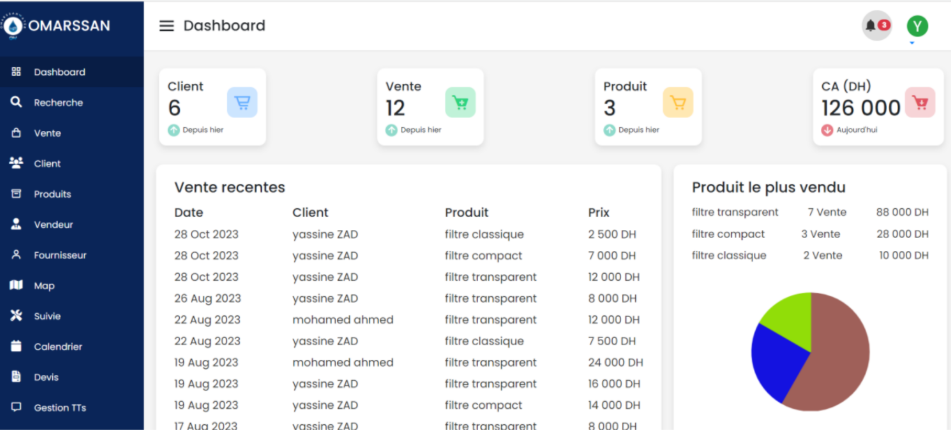 OMARSSAN
Dashboard
3
Y
Dashboard
Recherche
Vente
Client
Produits
Vendeur
Fournisseur
Map
Suivie
Calendrier
Devis
Gestion TTs
Client
6
Depuis hier
Vente
12
Depuis hier
Produit
3
Depuis hier
CA (DH)
126 000
Aujourd'hui
Vente recentes
Date Client Produit Prix
28 Oct 2023 yassine ZAD filtre classique 2 500 DH
28 Oct 2023 yassine ZAD filtre compact 7 000 DH
28 Oct 2023 yassine ZAD filtre transparent 12 000 DH
26 Aug 2023 yassine ZAD filtre transparent 8 000 DH
22 Aug 2023 mohamed ahmed filtre transparent 12 000 DH
22 Aug 2023 yassine ZAD filtre classique 7 500 DH
19 Aug 2023 mohamed ahmed filtre transparent 24 000 DH
19 Aug 2023 yassine ZAD filtre transparent 16 000 DH
19 Aug 2023 yassine ZAD filtre compact 14 000 DH
17 Aug 2023 yassine ZAD filtre transparent 8 000 DH
Produit le plus vendu
filtre transparent 7 Vente 88 000 DH
filtre compact 3 Vente 28 000 DH
filtre classique 2 Vente 10 000 DH